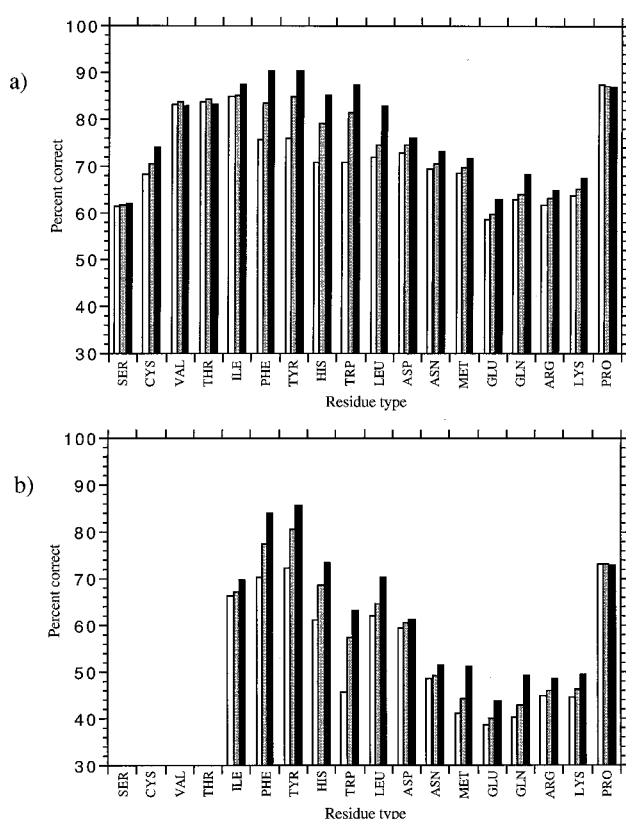 a)
Percent correct
100
90
80
70
60
50
40
30
SER CYS VAL THR ILE PHE TYR HIS TRP LEU ASP ASN MET GLU GLN ARG LYS PRO
Residue type
b)
Percent correct
100
90
80
70
60
50
40
30
SER CYS VAL THR ILE PHE TYR HIS TRP LEU ASP ASN MET GLU GLN ARG LYS PRO
Residue type